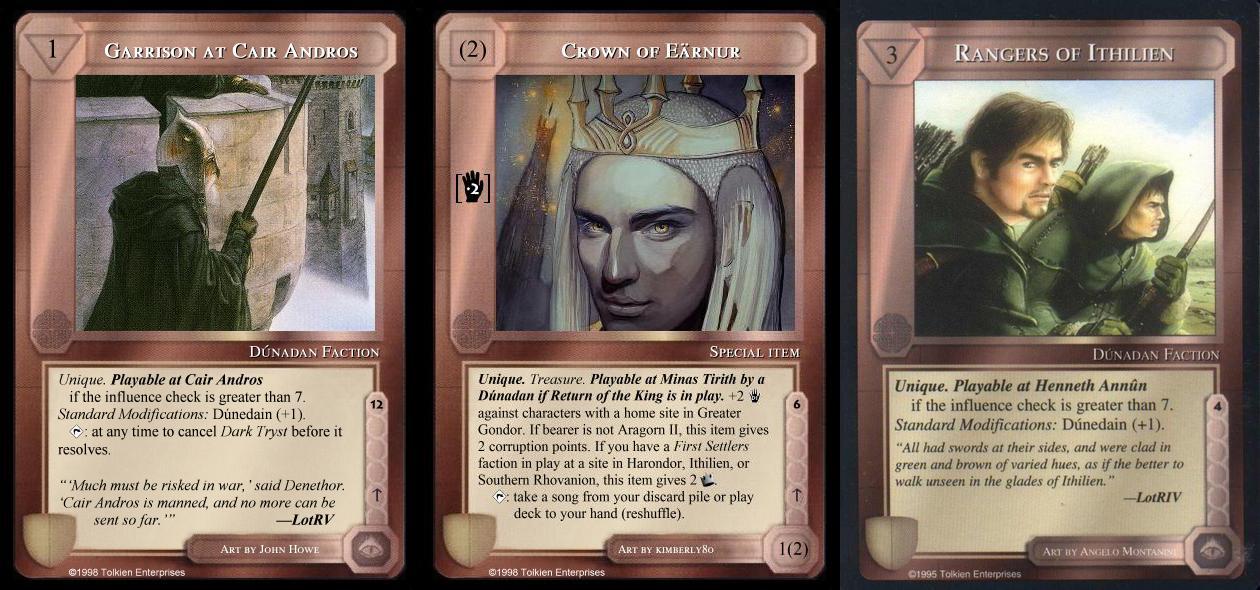 1
GARRISON AT CAIR ANDROS
DÚNADAN FACTION
Unique. Playable at Cair Andros
if the influence check is greater than 7.
Standard Modifications: Dúnedain (+1).
: at any time to cancel Dark Tryst before it
resolves.
“‘Much must be risked in war,’ said Denethor.
‘Cair Andros is manned, and no more can be
sent so far.’” —LotRV
12
ART BY JOHN HOWE
©1998 Tolkien Enterprises
(2)
CROWN OF EÄRNUR
[2]
SPECIAL ITEM
Unique. Treasure. Playable at Minas Tirith by a
Dúnadan if Return of the King is in play. +2
against characters with a home site in Greater
Gondor. If bearer is not Aragorn II, this item gives
2 corruption points. If you have a First Settlers
faction in play at a site in Harondor, Ithilien, or
Southern Rhovanion, this item gives 2 .
: take a song from your discard pile or play
deck to your hand (reshuffle).
6
ART BY KIMBERLY80
1(2)
©1998 Tolkien Enterprises
3
RANGERS OF ITHILIEN
DÚNADAN FACTION
Unique. Playable at Henneth Annûn
if the influence check is greater than 7.
Standard Modifications: Dúnedain (+1).
“All had swords at their sides, and were clad in
green and brown of varied hues, as if the better to
walk unseen in the glades of Ithilien.”
—LotRIV
4
ART BY ANGELO MONTANINI
©1995 Tolkien Enterprises